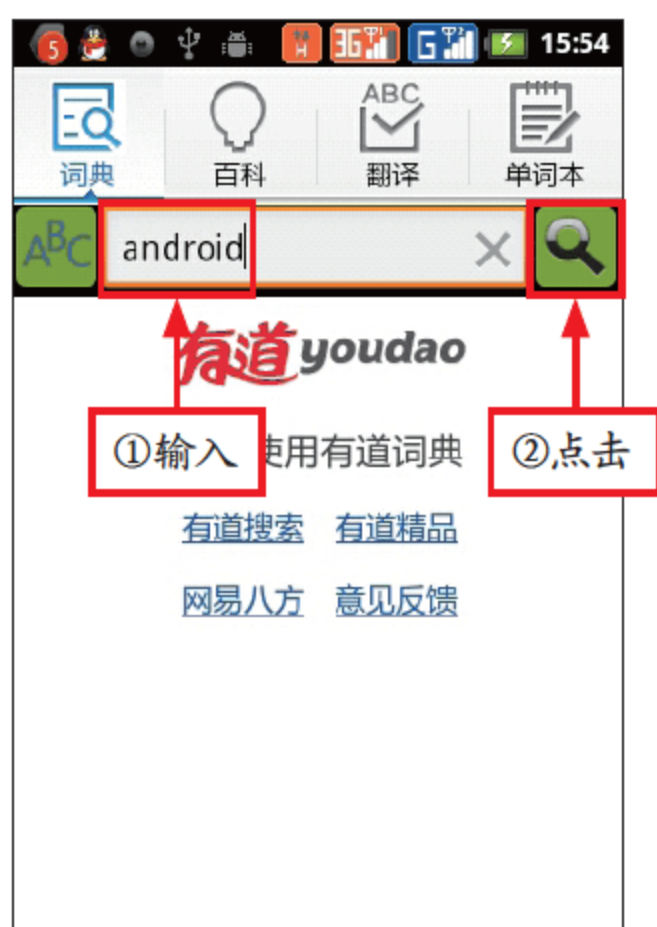 5 H 3G 1 G 2 15:54
ABC
词典 百科 翻译 单词本
ABC android
有道 youdao
①输入 使用有道词典 ②点击
有道搜索 有道精品
网易八方 意见反馈